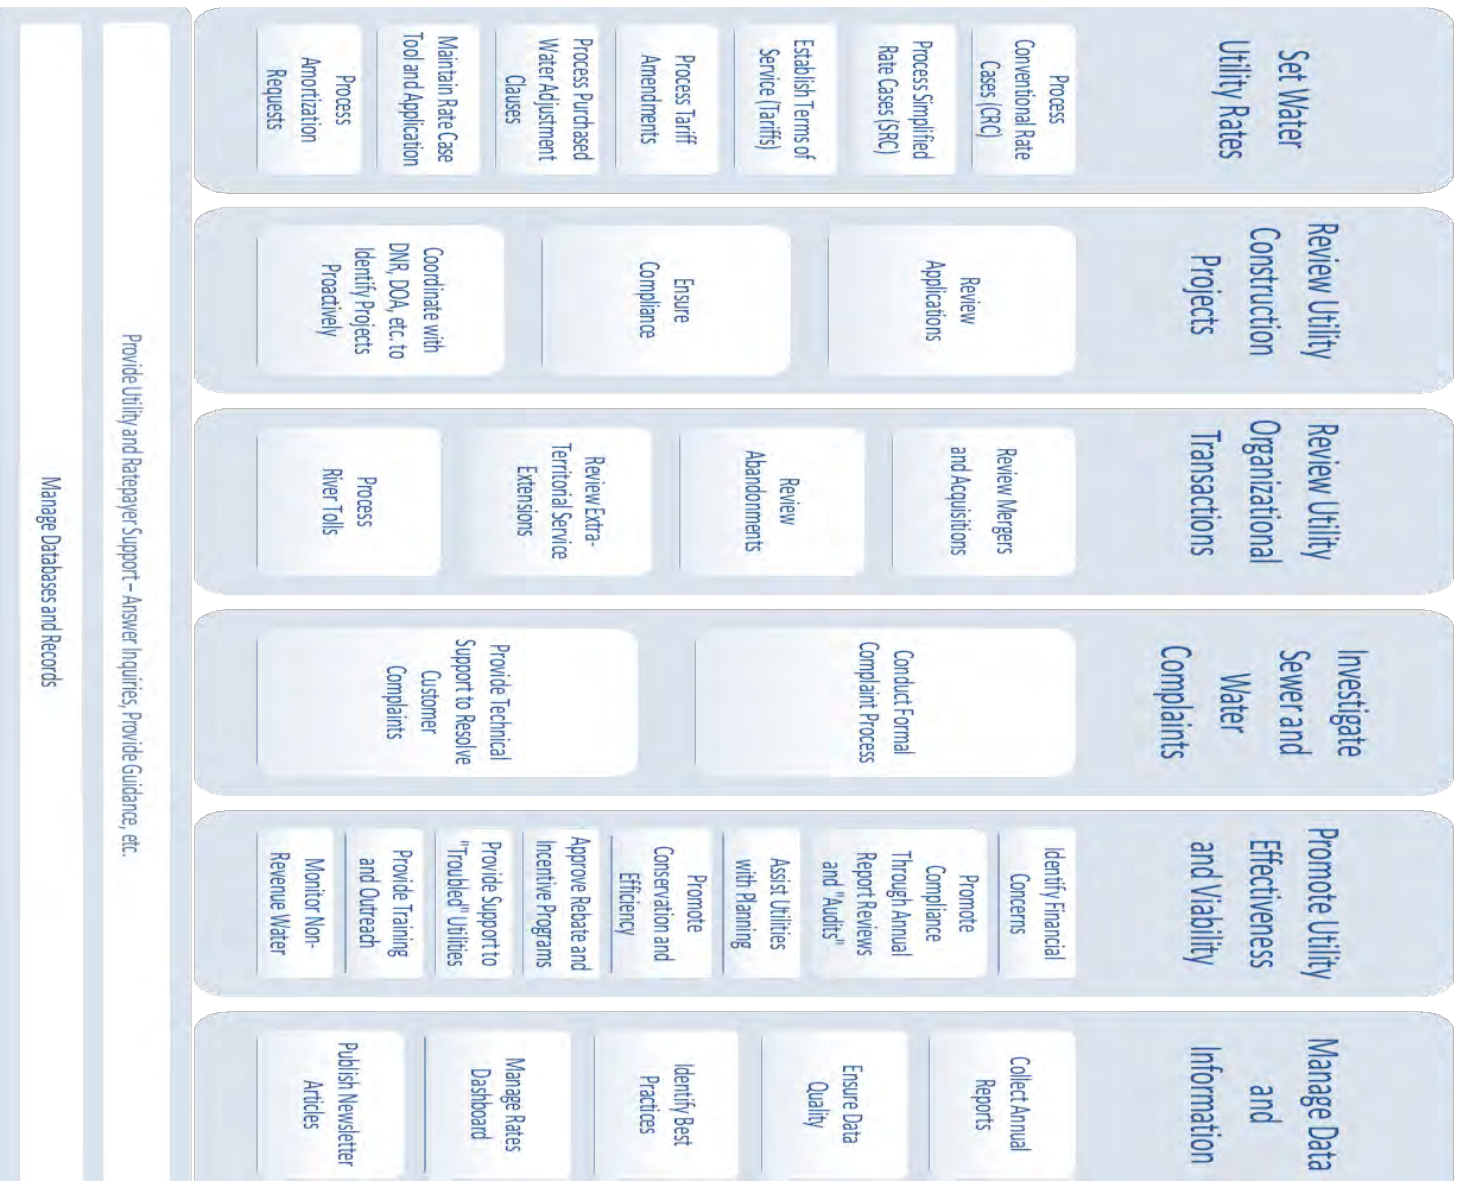 Set Water
Utility Rates
Process
Conventional Rate
Cases (CRC)
Process Simplified
Rate Cases (SRC)
Establish Terms of
Service (Tariffs)
Process Tariff
Amendments
Process Purchased
Water Adjustment
Clauses
Maintain Rate Case
Tool and Application
Process
Amortization
Requests
Review Utility
Construction
Projects
Review
Applications
Ensure
Compliance
Coordinate with
DNR, DOA, etc. to
Identify Projects
Proactively
Review Utility
Organizational
Transactions
Review Mergers
and Acquisitions
Review
Abandonments
Review Extra-
Territorial Service
Extensions
Process
River Tolls
Investigate
Sewer and
Water
Complaints
Conduct Formal
Complaint Process
Provide Technical
Support to Resolve
Customer
Complaints
Promote Utility
Effectiveness
and Viability
Identify Financial
Concerns
Promote
Compliance
Through Annual
Report Reviews
and "Audits"
Assist Utilities
with Planning
Promote
Conservation and
Efficiency
Approve Rebate and
Incentive Programs
Provide Support to
"Troubled" Utilities
Provide Training
and Outreach
Monitor Non-
Revenue Water
Manage Data
and
Information
Collect Annual
Reports
Ensure Data
Quality
Identify Best
Practices
Manage Rates
Dashboard
Publish Newsletter
Articles
Provide Utility and Ratepayer Support – Answer Inquiries, Provide Guidance, etc.
Manage Databases and Records